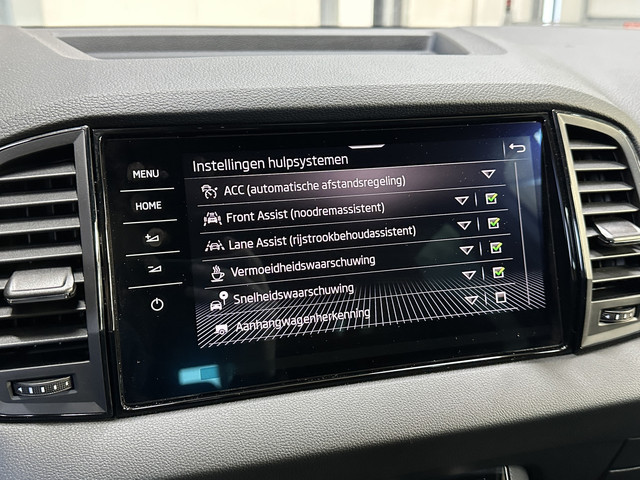 MENU
HOME
Instellingen hulpsystemen
ACC (automatische afstandsregeling)
Front Assist (noodremassistent)
Lane Assist (rijstrookbehoudassistent)
Vermoeidheidswaarschuwing
Snelheidswaarschuwing
Aanhangwagenherkenning